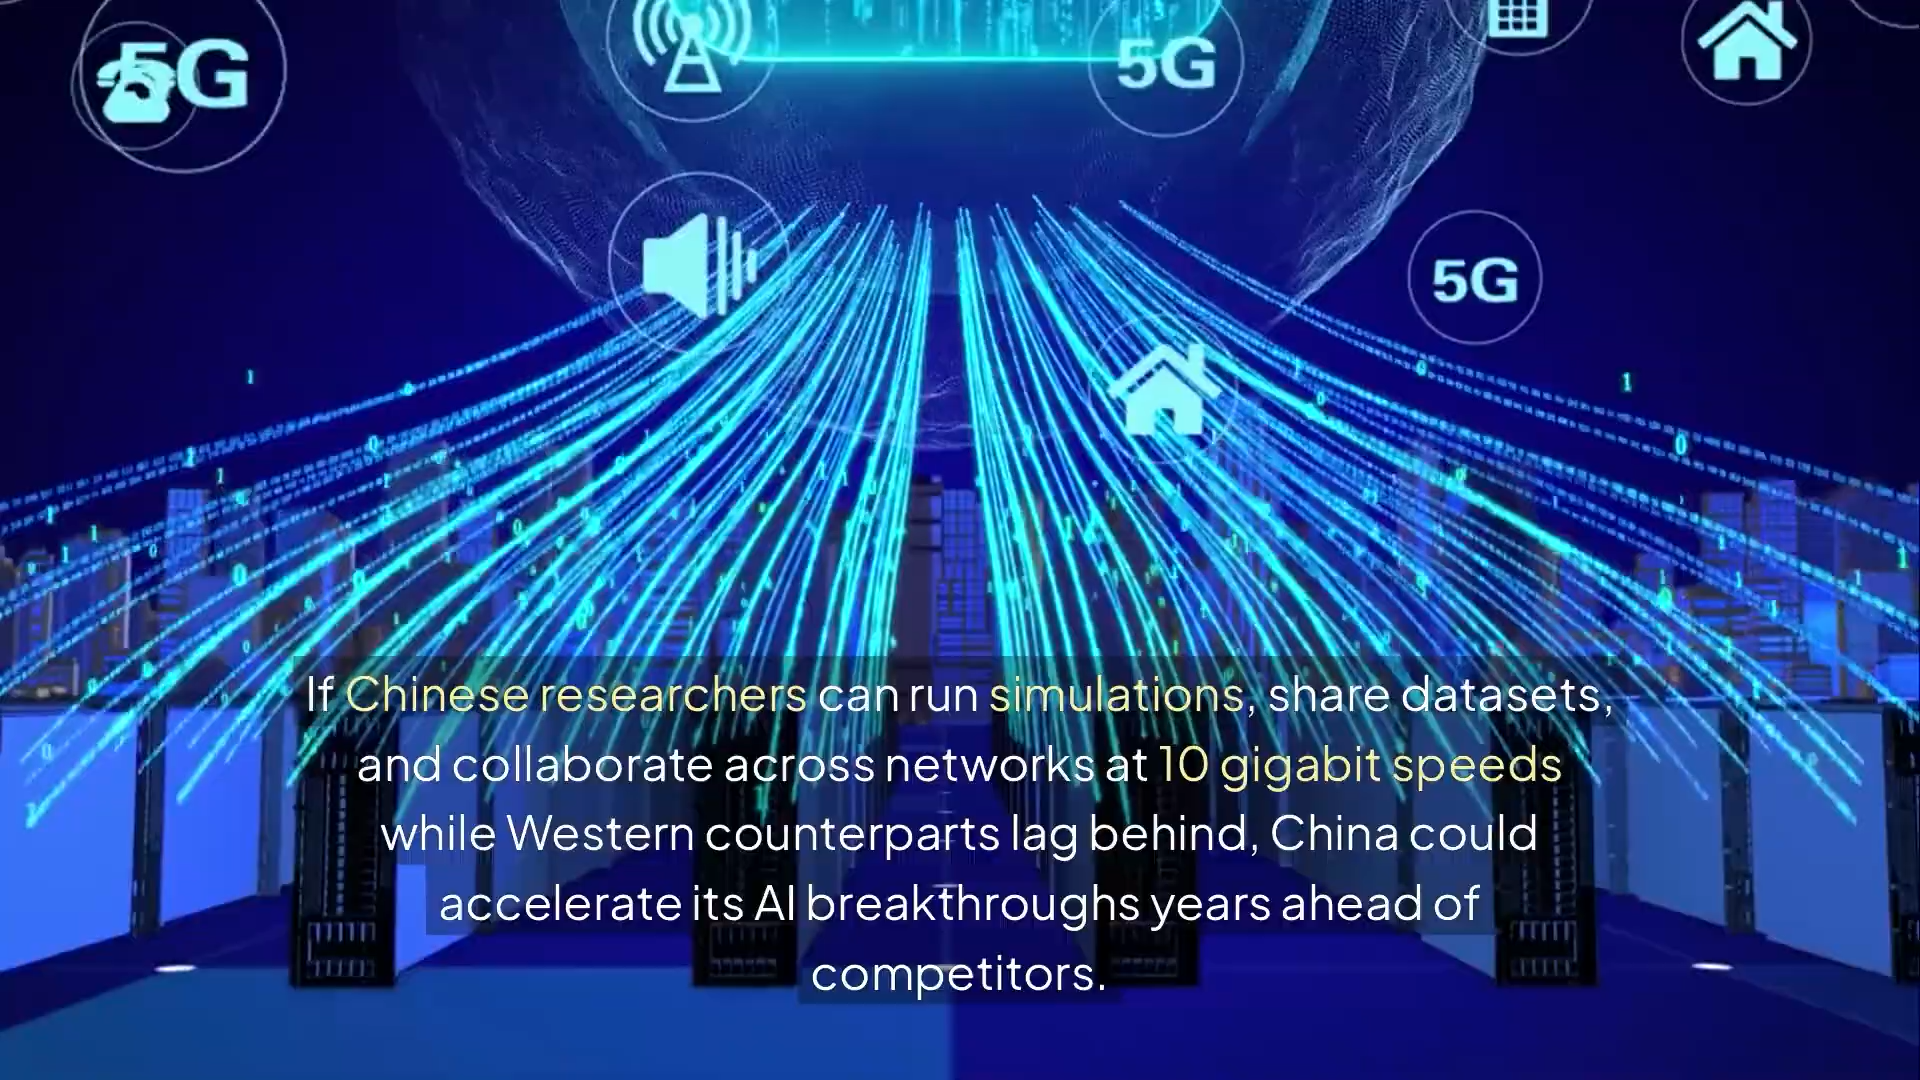 5G
5G
5G
If Chinese researchers can run simulations, share datasets,
and collaborate across networks at 10 gigabit speeds
while Western counterparts lag behind, China could
accelerate its AI breakthroughs years ahead of
competitors.